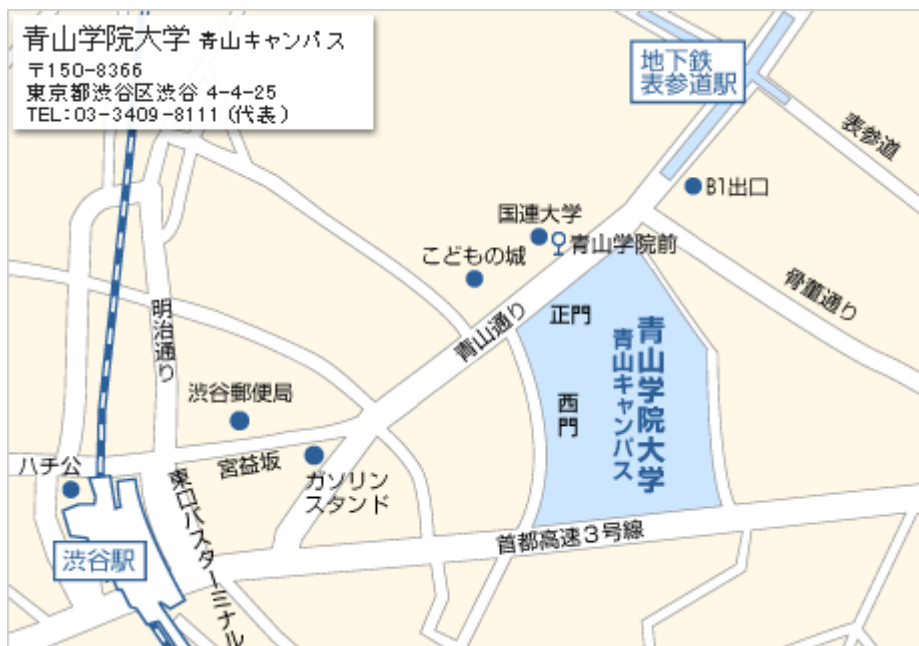 青山学院大学 青山キャンパス
〒150-8366
東京都渋谷区渋谷 4-4-25
TEL:03-3409-8111 (代表)
地下鉄
表参道駅
表参道
B1出口
国連大学
青山学院前
こどもの城
骨董通り
明治通り
青山通り
正門
青山学院大学
青山キャンパス
西門
渋谷郵便局
宮益坂
ガソリン
スタンド
ハチ公
東口バスターミナル
首都高速3号線
渋谷駅